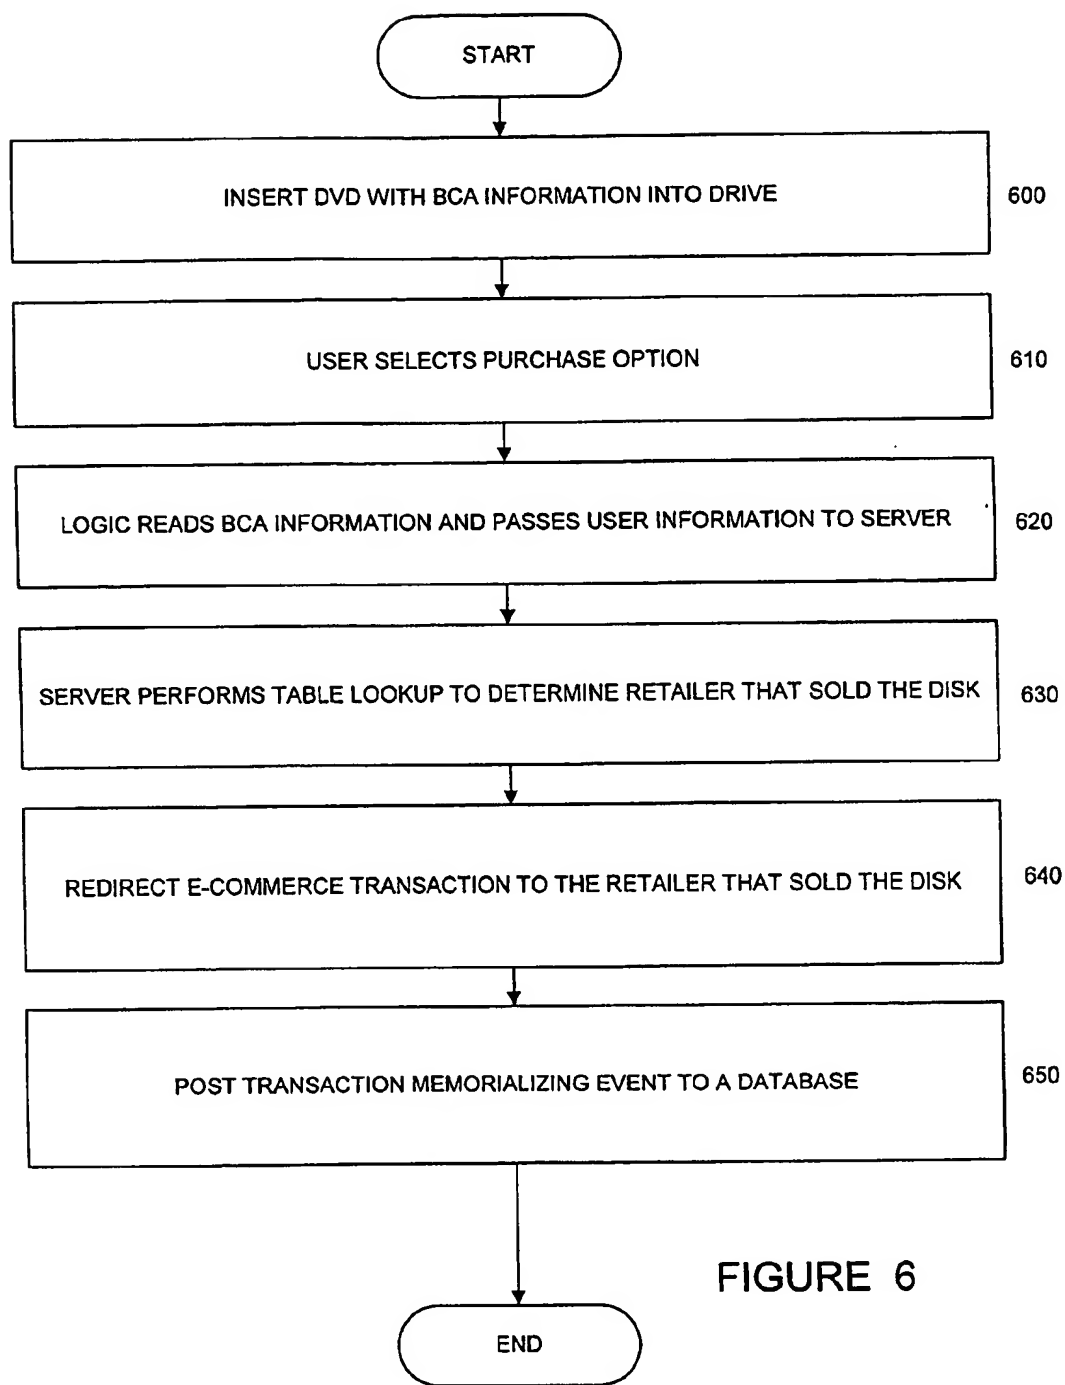 START
INSERT DVD WITH BCA INFORMATION INTO DRIVE
600
USER SELECTS PURCHASE OPTION
610
LOGIC READS BCA INFORMATION AND PASSES USER INFORMATION TO SERVER
620
SERVER PERFORMS TABLE LOOKUP TO DETERMINE RETAILER THAT SOLD THE DISK
630
REDIRECT E-COMMERCE TRANSACTION TO THE RETAILER THAT SOLD THE DISK
640
POST TRANSACTION MEMORIALIZING EVENT TO A DATABASE
650
FIGURE 6
END